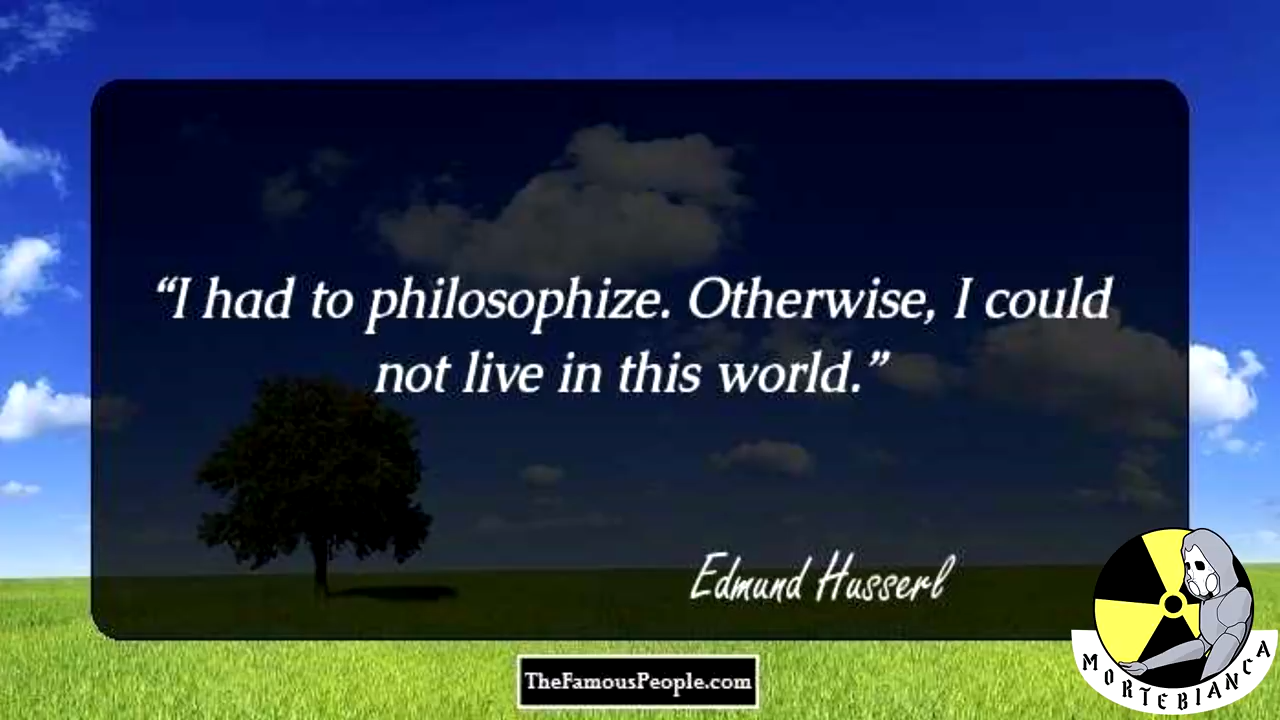 “I had to philosophize. Otherwise, I could
not live in this world.”
Edmund Husserl
TheFamousPeople.com
MORTEBIANCA